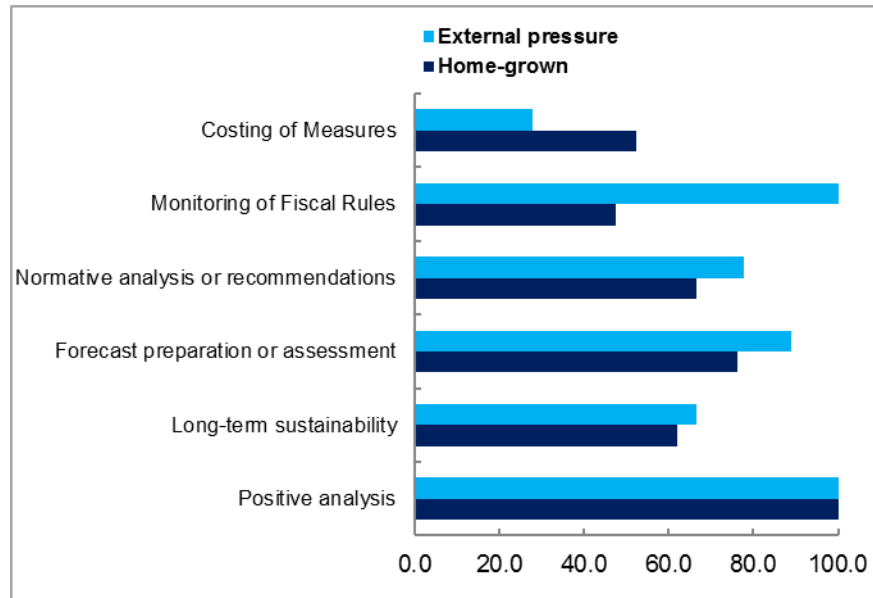 External pressure
Home-grown
Costing of Measures
Monitoring of Fiscal Rules
Normative analysis or recommendations
Forecast preparation or assessment
Long-term sustainability
Positive analysis
0.0 20.0 40.0 60.0 80.0 100.0